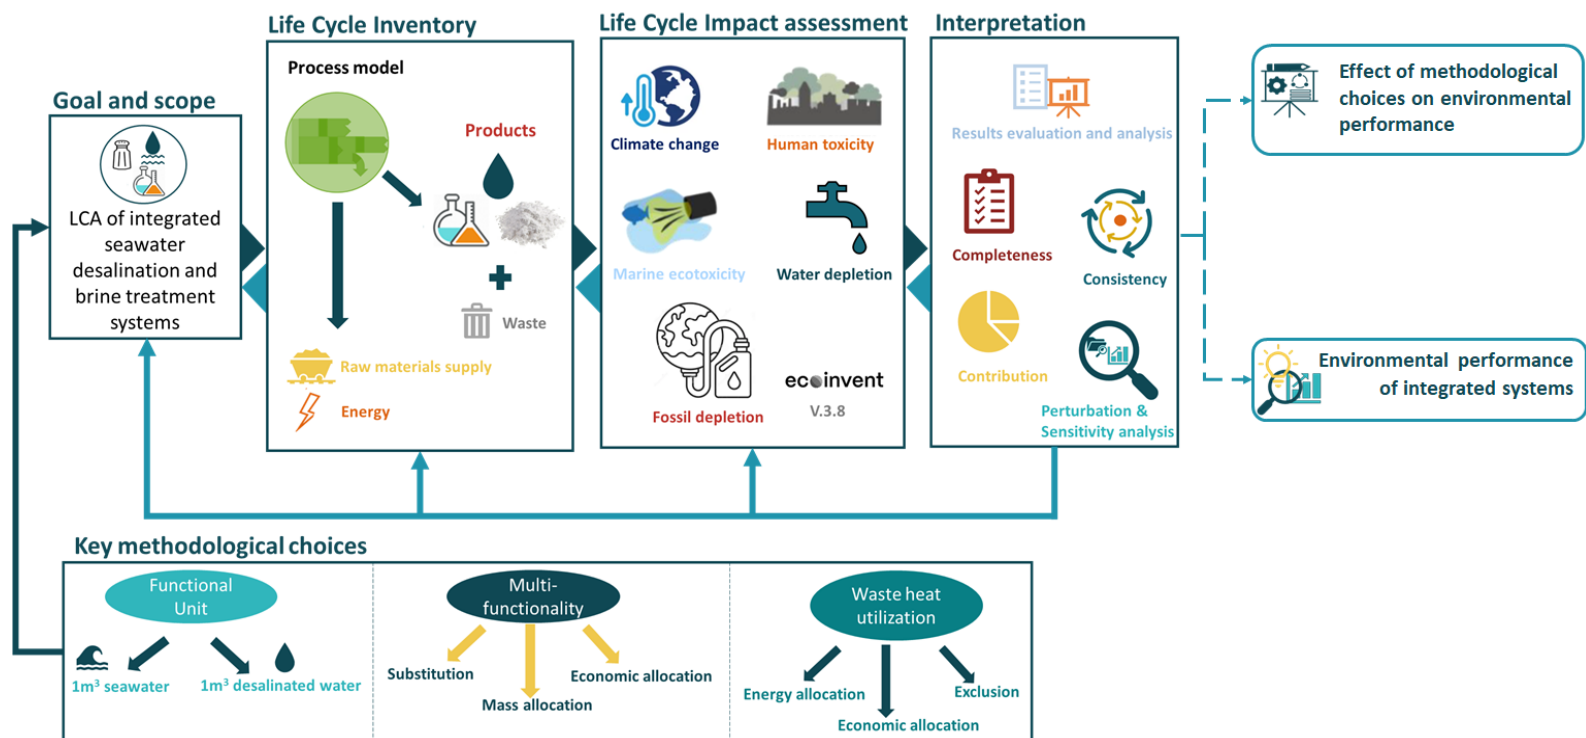 Goal and scope
LCA of integrated
seawater
desalination and
brine treatment
systems
Life Cycle Inventory
Process model
Products
Waste
Raw materials supply
Energy
Life Cycle Impact assessment
Climate change
Human toxicity
Marine ecotoxicity
Water depletion
Fossil depletion
ecoinvent
V.3.8
Interpretation
Results evaluation and analysis
Completeness
Consistency
Contribution
Perturbation &
Sensitivity analysis
Effect of methodological
choices on environmental
performance
Environmental performance
of integrated systems
Key methodological choices
Functional
Unit
1m³ seawater
1m³ desalinated water
Multi-
functionality
Substitution
Mass allocation
Economic allocation
Waste heat
utilization
Energy allocation
Economic allocation
Exclusion